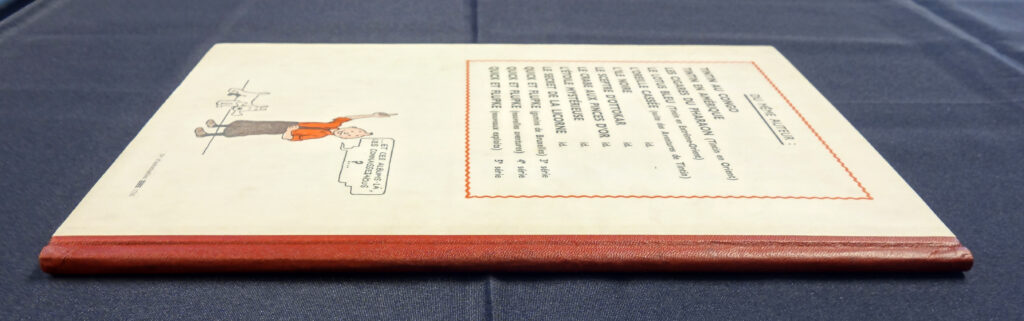 DU MÊME AUTEUR :
TINTIN AU CONGO
TINTIN EN AMÉRIQUE
LES CIGARES DU PHARAON (Tintin en Orient)
LE LOTUS BLEU (Tintin en Extrême-Orient)
L'OREILLE CASSÉE (suite des aventures de Tintin)
L'ILE NOIRE id.
LE SCEPTRE D'OTTOKAR id.
LE CRABE AUX PINCES D'OR id.
L'ÉTOILE MYSTÉRIEUSE id.
LE SECRET DE LA LICORNE id.
QUICK ET FLUPKE (gamins de Bruxelles) 3e série
QUICK ET FLUPKE (nouvelles aventures) 4e série
QUICK ET FLUPKE (nouveaux exploits) 5e série
...ET CES ALBUMS-LÀ,
LES CONNAISSEZ-VOUS
?...